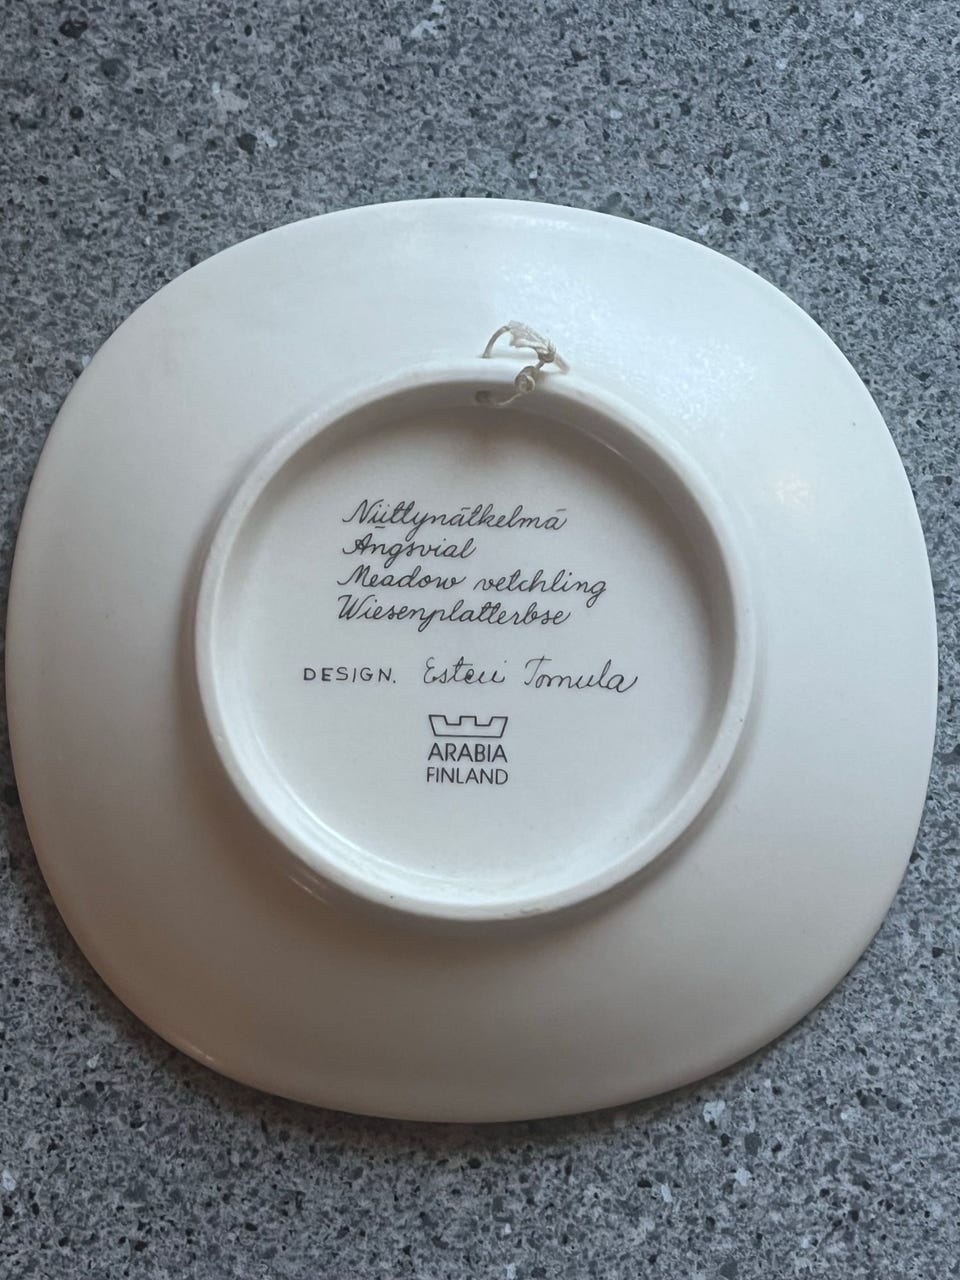 Niittynätkelmä
Ängsvial
Meadow vetchling
Wiesenplatterbse
DESIGN. Esteri Tomula
ARABIA
FINLAND